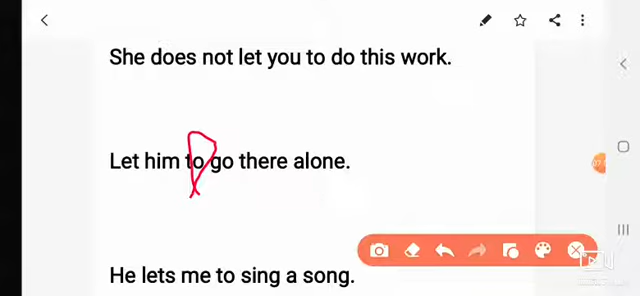 She does not let you to do this work.
Let him to go there alone.
He lets me to sing a song.